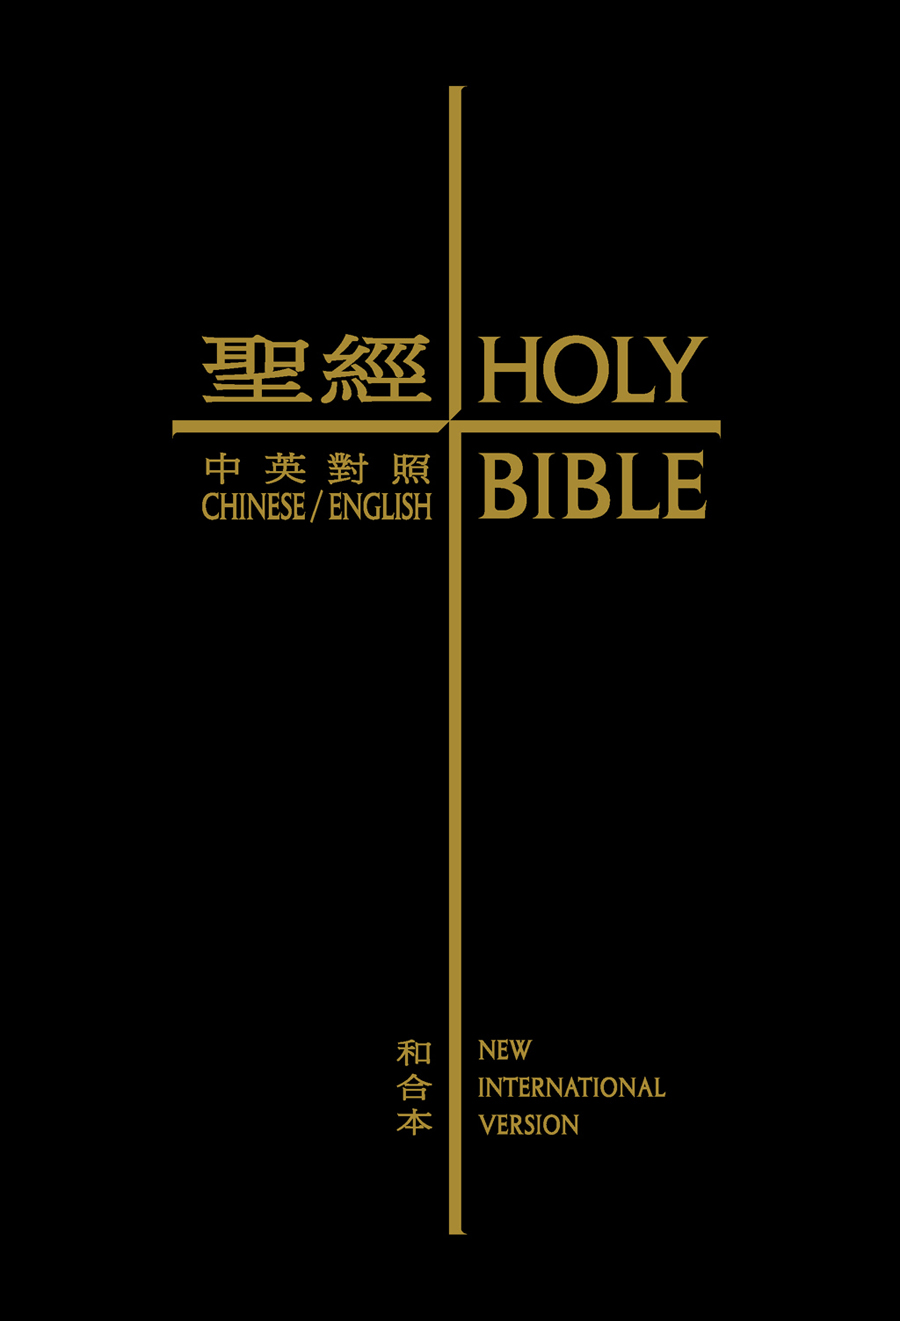 聖經
中英對照
CHINESE / ENGLISH
HOLY
BIBLE
和合本
NEW
INTERNATIONAL
VERSION